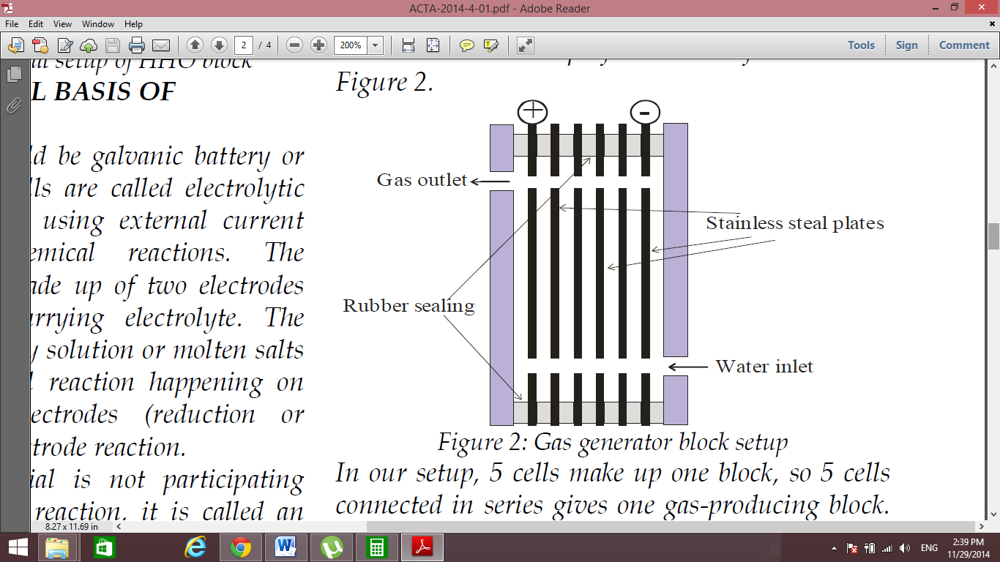 ACTA-2014-4-01.pdf - Adobe Reader
File Edit View Window Help
2 / 4 200% Tools Sign Comment
setup of HHO block
L BASIS OF
ld be galvanic battery or
lls are called electrolytic
using external current
emical reactions. The
ade up of two electrodes
arrying electrolyte. The
y solution or molten salts
l reaction happening on
ectrodes (reduction or
trode reaction.
ial is not participating
reaction, it is called an
Figure 2.
+ -
Gas outlet
Stainless steal plates
Rubber sealing
Water inlet
Figure 2: Gas generator block setup
In our setup, 5 cells make up one block, so 5 cells
connected in series gives one gas-producing block.
8.27 x 11.69 in
ENG
2:39 PM
11/29/2014